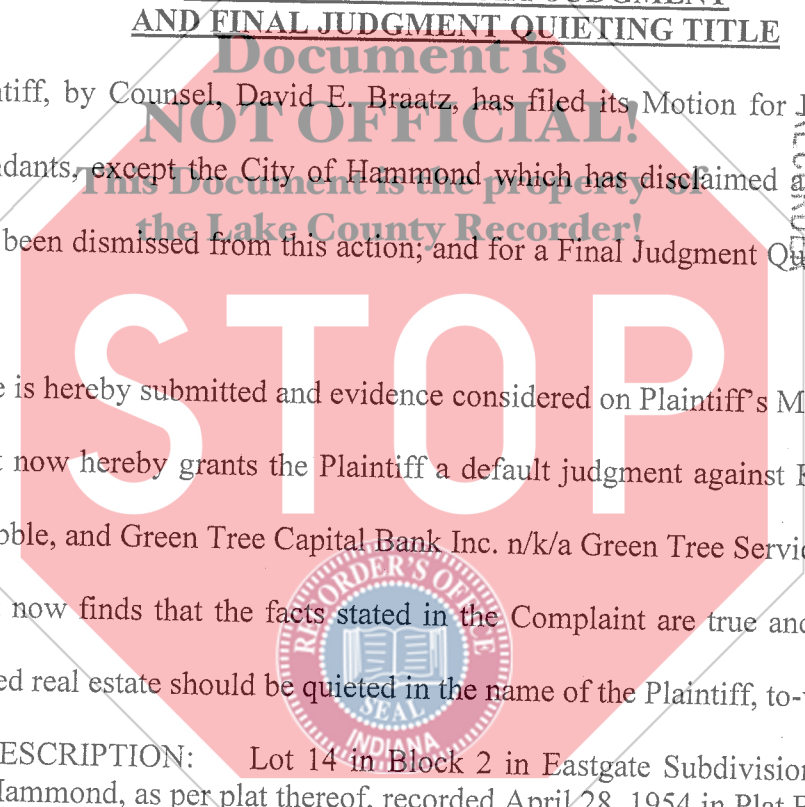 JUDGMENT
AND FINAL JUDGMENT QUIETING TITLE
Document is
ntiff, by Counsel, David E. Braatz, has filed its Motion for J
NOT OFFICIAL!
dants, except the City of Hammond which has disclaimed a
This Document is the property of
the Lake County Recorder!
been dismissed from this action; and for a Final Judgment Qu
STOP
e is hereby submitted and evidence considered on Plaintiff's M
t now hereby grants the Plaintiff a default judgment against
bble, and Green Tree Capital Bank Inc. n/k/a Green Tree Servic
now finds that the facts stated in the Complaint are true and
ed real estate should be quieted in the name of the Plaintiff, to-
RECORDER'S OFFICE
SEAL
INDIANA
ESCRIPTION: Lot 14 in Block 2 in Eastgate Subdivision
Hammond, as per plat thereof, recorded April 28, 1954 in Plat